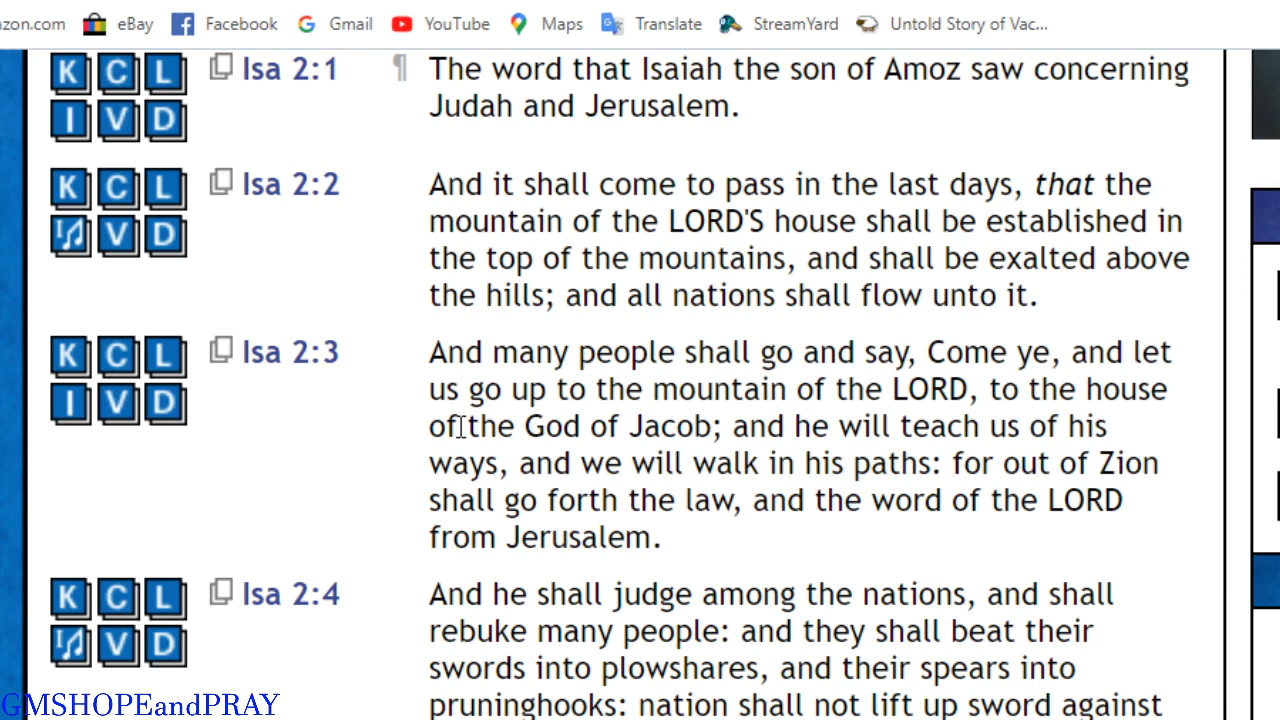 zon.com eBay Facebook Gmail YouTube Maps Translate StreamYard Untold Story of Vac...
K C L Isa 2:1 ¶ The word that Isaiah the son of Amoz saw concerning
I V D Judah and Jerusalem.
K C L Isa 2:2 And it shall come to pass in the last days, that the
I V D mountain of the LORD'S house shall be established in
the top of the mountains, and shall be exalted above
the hills; and all nations shall flow unto it.
K C L Isa 2:3 And many people shall go and say, Come ye, and let
I V D us go up to the mountain of the LORD, to the house
of the God of Jacob; and he will teach us of his
ways, and we will walk in his paths: for out of Zion
shall go forth the law, and the word of the LORD
from Jerusalem.
K C L Isa 2:4 And he shall judge among the nations, and shall
I V D rebuke many people: and they shall beat their
swords into plowshares, and their spears into
pruninghooks: nation shall not lift up sword against
GMSHOPEandPRAY